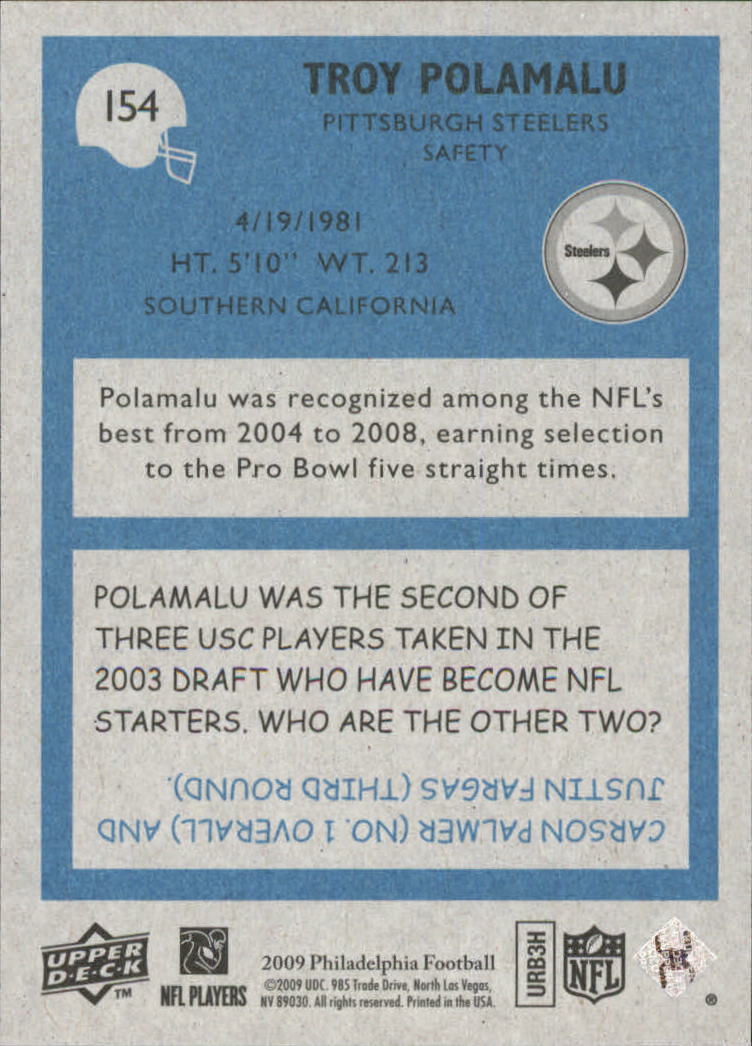 154
TROY POLAMALU
PITTSBURGH STEELERS
SAFETY
4/19/1981
HT. 5'10" WT. 213
SOUTHERN CALIFORNIA
Steelers
Polamalu was recognized among the NFL's
best from 2004 to 2008, earning selection
to the Pro Bowl five straight times.
POLAMALU WAS THE SECOND OF
THREE USC PLAYERS TAKEN IN THE
2003 DRAFT WHO HAVE BECOME NFL
STARTERS. WHO ARE THE OTHER TWO?
CARSON PALMER (NO. 1 OVERALL) AND
JUSTIN FARGAS (THIRD ROUND).
UPPER
D·E·C·K
TM
NFL PLAYERS
2009 Philadelphia Football
©2009 UDC. 985 Trade Drive, North Las Vegas,
NV 89030. All rights reserved. Printed in the USA.
URB3H
NFL
®